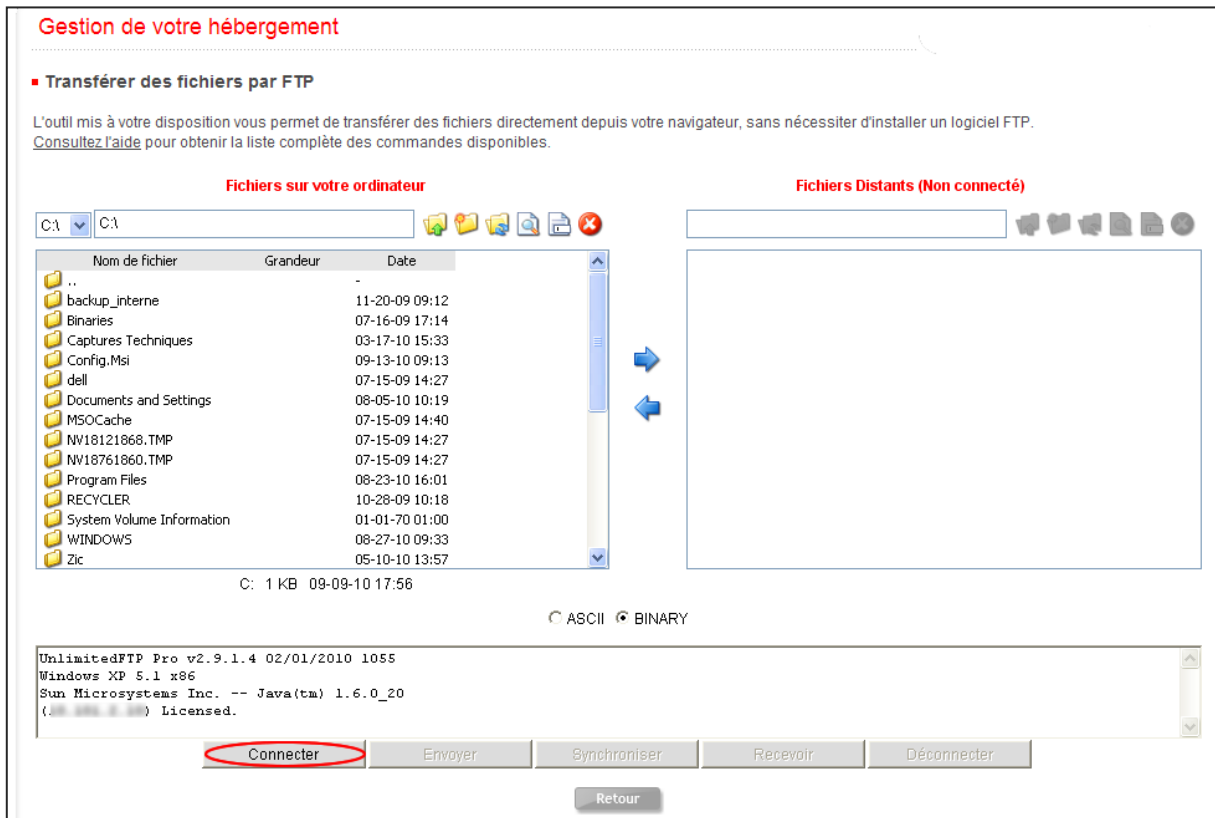 Gestion de votre hébergement
Transférer des fichiers par FTP
L'outil mis à votre disposition vous permet de transférer des fichiers directement depuis votre navigateur, sans nécessiter d'installer un logiciel FTP.
Consultez l'aide pour obtenir la liste complète des commandes disponibles.
Fichiers sur votre ordinateur
Fichiers Distants (Non connecté)
C:\ C:\
Nom de fichier Grandeur Date
.. -
backup_interne 11-20-09 09:12
Binaries 07-16-09 17:14
Captures Techniques 03-17-10 15:33
Config.Msi 09-13-10 09:13
dell 07-15-09 14:27
Documents and Settings 08-05-10 10:19
MSOCache 07-15-09 14:40
NV18121868.TMP 07-15-09 14:27
NV18761860.TMP 07-15-09 14:27
Program Files 08-23-10 16:01
RECYCLER 10-28-09 10:18
System Volume Information 01-01-70 01:00
WINDOWS 08-27-10 09:33
Zic 05-10-10 13:57
C: 1 KB 09-09-10 17:56
ASCII BINARY
UnlimitedFTP Pro v2.9.1.4 02/01/2010 1055
Windows XP 5.1 x86
Sun Microsystems Inc. -- Java(tm) 1.6.0_20
( ) Licensed.
Connecter Envoyer Synchroniser Recevoir Déconnecter
Retour